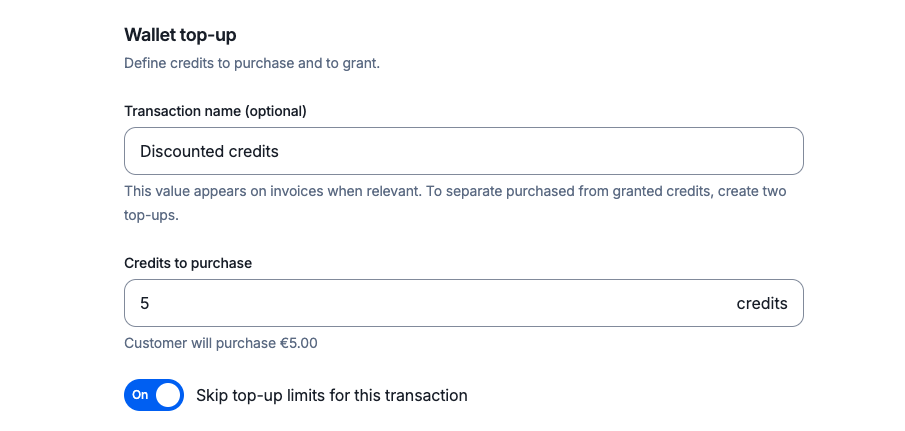 Wallet top-up
Define credits to purchase and to grant.
Transaction name (optional)
Discounted credits
This value appears on invoices when relevant. To separate purchased from granted credits, create two
top-ups.
Credits to purchase
5 credits
Customer will purchase €5.00
On Skip top-up limits for this transaction